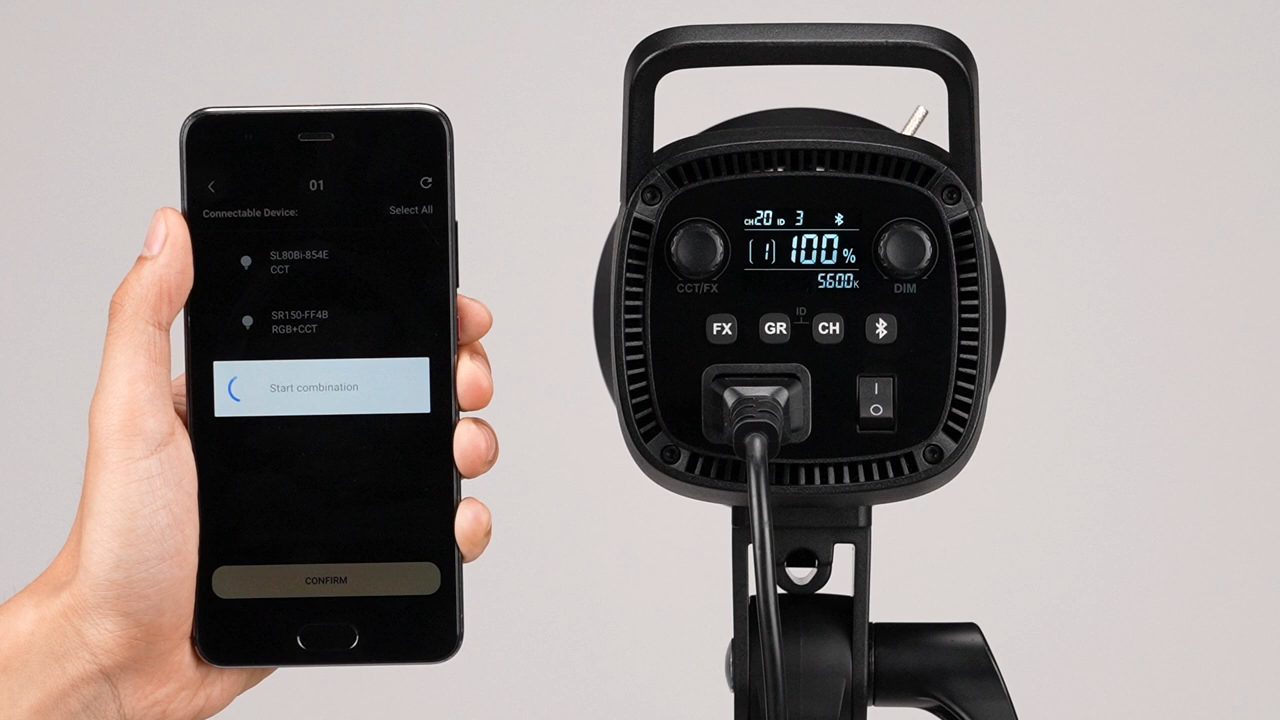 01
Connectable Device:
Select All
SL80Bi-854E
CCT
SR150-FF4B
RGB+CCT
Start combination
CONFIRM
CH20 ID 3
(1) 100%
5600K
CCT/FX
DIM
ID
FX
GR
CH
I
O